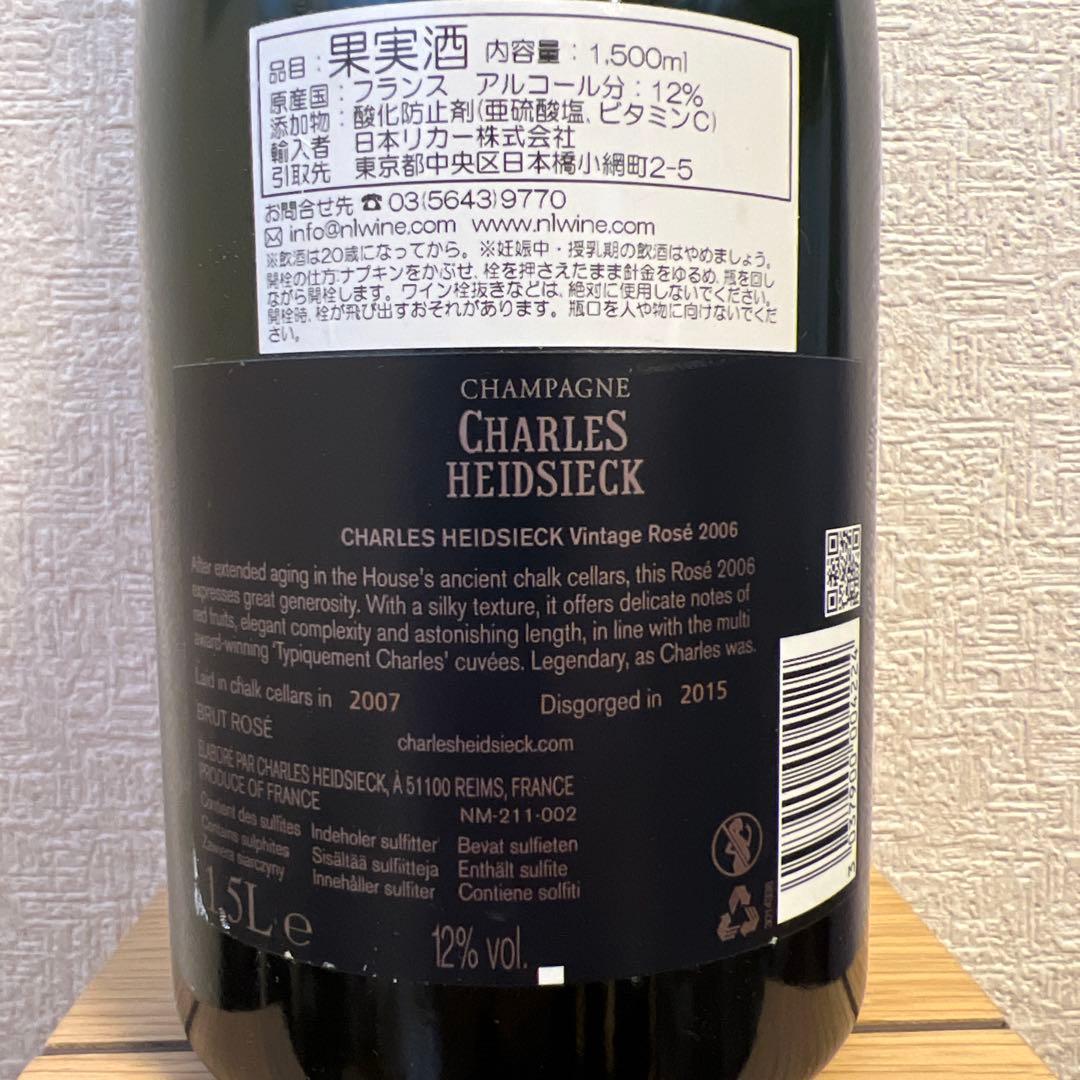 品目：果実酒 内容量：1,500ml
原産国：フランス アルコール分：12%
添加物：酸化防止剤(亜硫酸塩、ビタミンC)
輸入者 日本リカー株式会社
引取先 東京都中央区日本橋小網町2-5
お問合せ先 ☎ 03(5643)9770
✉ info@nlwine.com www.nlwine.com
※飲酒は20歳になってから。※妊娠中・授乳期の飲酒はやめましょう。
開栓の仕方:ナプキンをかぶせ、栓を押さえたまま針金をゆるめ、瓶を回し
ながら開栓します。ワイン栓抜きなどは、絶対に使用しないでください。
開栓時、栓が飛び出すおそれがあります。瓶口を人や物に向けないでくだ
さい。
CHAMPAGNE
CHARLES
HEIDSIECK
CHARLES HEIDSIECK Vintage Rosé 2006
After extended aging in the House's ancient chalk cellars, this Rosé 2006
expresses great generosity. With a silky texture, it offers delicate notes of
red fruits, elegant complexity and astonishing length, in line with the multi
award-winning 'Typiquement Charles' cuvées. Legendary, as Charles was.
Laid in chalk cellars in 2007 Disgorged in 2015
BRUT ROSÉ
charlesheidsieck.com
ÉLABORÉ PAR CHARLES HEIDSIECK, À 51100 REIMS, FRANCE
PRODUCE OF FRANCE
NM-211-002
Contient des sulfites Indeholer sulfitter Bevat sulfieten
Contains sulphites Sisältää sulfiitteja Enthält sulfite
Zawiera siarczyny Innehåller sulfiter Contiene solfiti
1,5L e
12% vol.